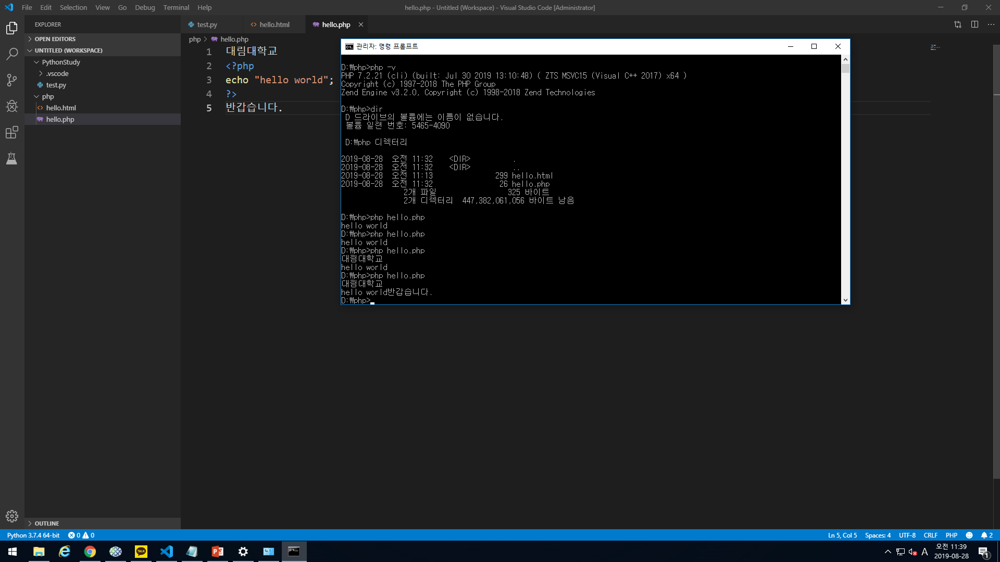 File Edit Selection View Go Debug Terminal Help
hello.php - Untitled (Workspace) - Visual Studio Code [Administrator]
EXPLORER
OPEN EDITORS
UNTITLED (WORKSPACE)
PythonStudy
.vscode
test.py
php
hello.html
hello.php
OUTLINE
test.py
hello.html
hello.php
php > hello.php
1 대림대학교
2 <?php
3 echo "hello world";
4 ?>
5 반갑습니다.
관리자: 명령 프롬프트
D:₩php>php -v
PHP 7.2.21 (cli) (built: Jul 30 2019 13:10:48) ( ZTS MSVC15 (Visual C++ 2017) x64 )
Copyright (c) 1997-2018 The PHP Group
Zend Engine v3.2.0, Copyright (c) 1998-2018 Zend Technologies
D:₩php>dir
D 드라이브의 볼륨에는 이름이 없습니다.
볼륨 일련 번호: 5465-4090
D:₩php 디렉터리
2019-08-28 오전 11:32 <DIR> .
2019-08-28 오전 11:32 <DIR> ..
2019-08-28 오전 11:13 299 hello.html
2019-08-28 오전 11:32 26 hello.php
2개 파일 325 바이트
2개 디렉터리 447,382,061,056 바이트 남음
D:₩php>php hello.php
hello world
D:₩php>php hello.php
hello world
D:₩php>php hello.php
대림대학교
hello world
D:₩php>php hello.php
대림대학교
hello world반갑습니다.
D:₩php>
Python 3.7.4 64-bit 0 0
Ln 5, Col 5 Spaces: 4 UTF-8 CRLF PHP 2
TALK
A
오전 11:39
2019-08-28
1